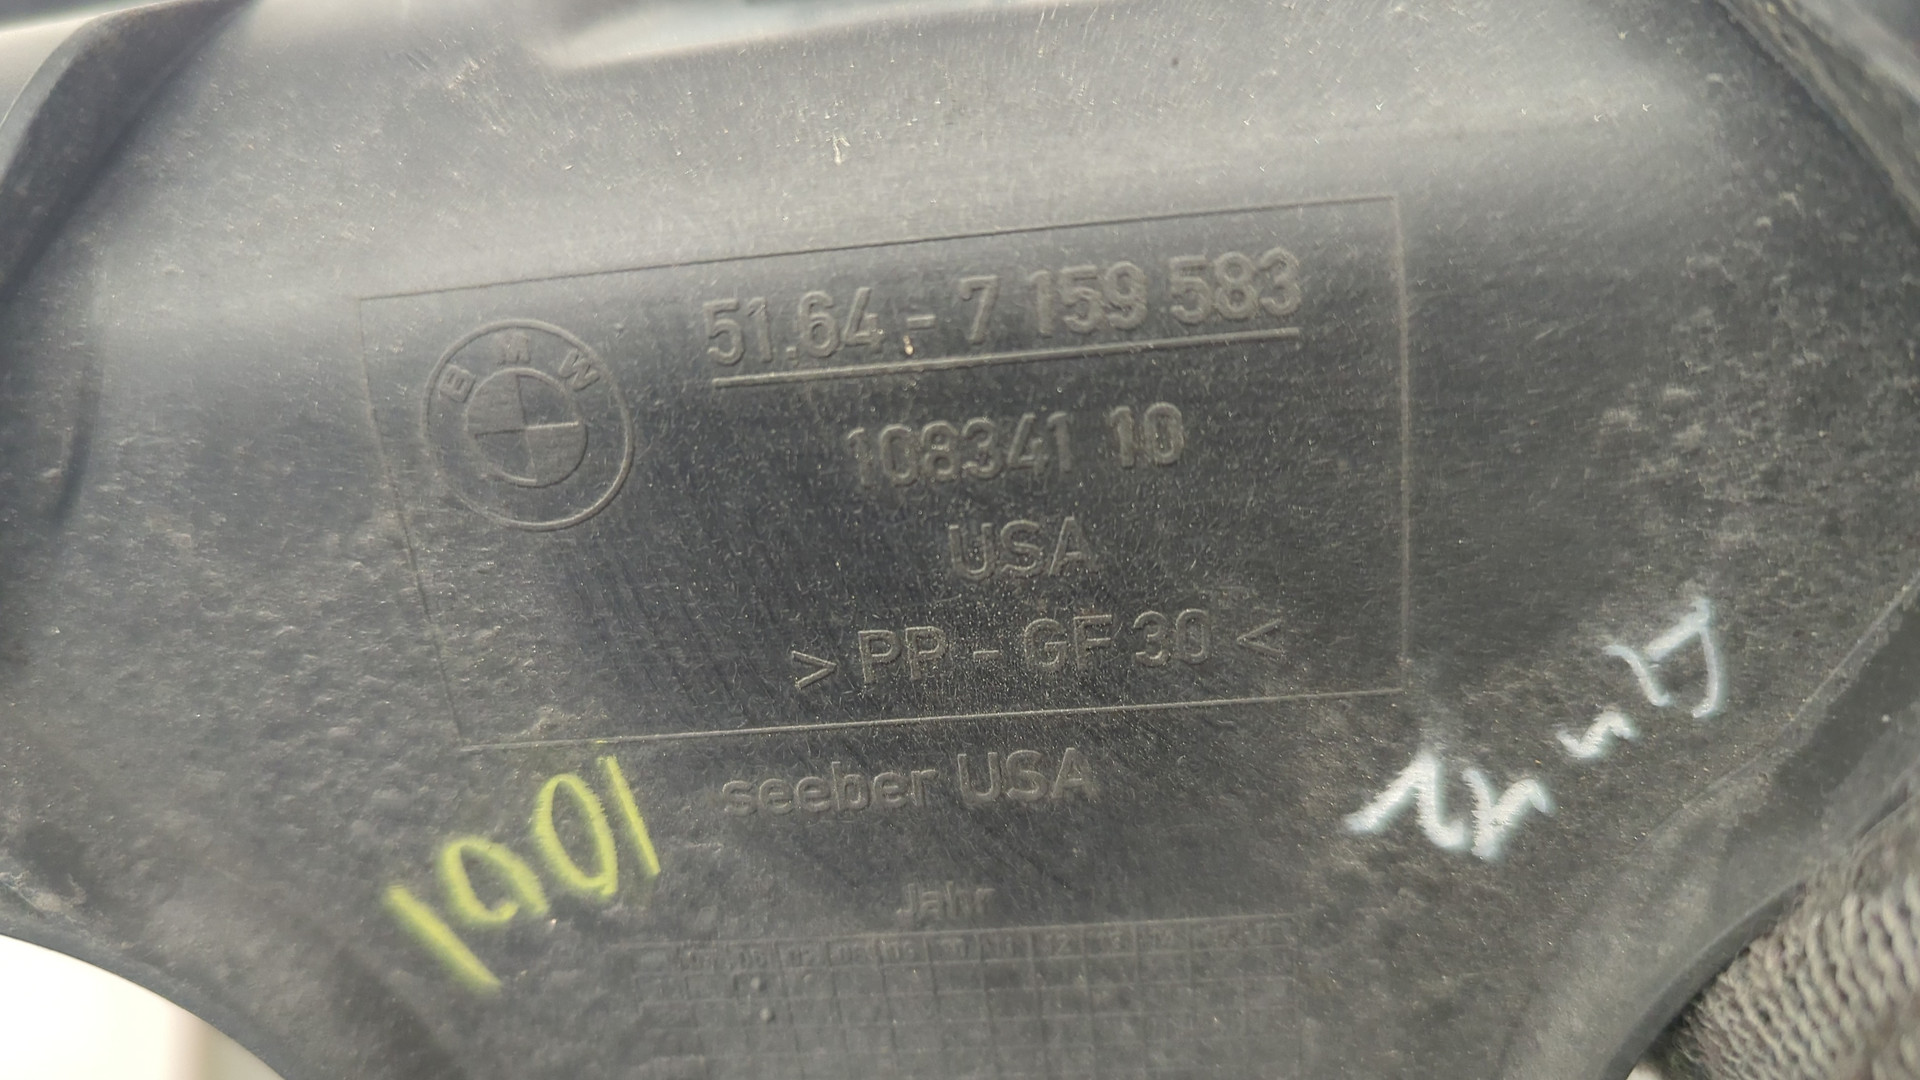 BMW
51.64 - 7 159 583
108341 10
USA
> PP - GF 30 <
seeber USA
1001
Jahr